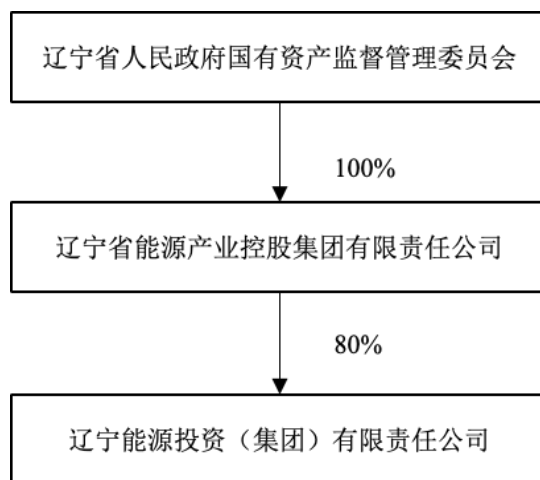 辽宁省人民政府国有资产监督管理委员会
100%
辽宁省能源产业控股集团有限责任公司
80%
辽宁能源投资（集团）有限责任公司